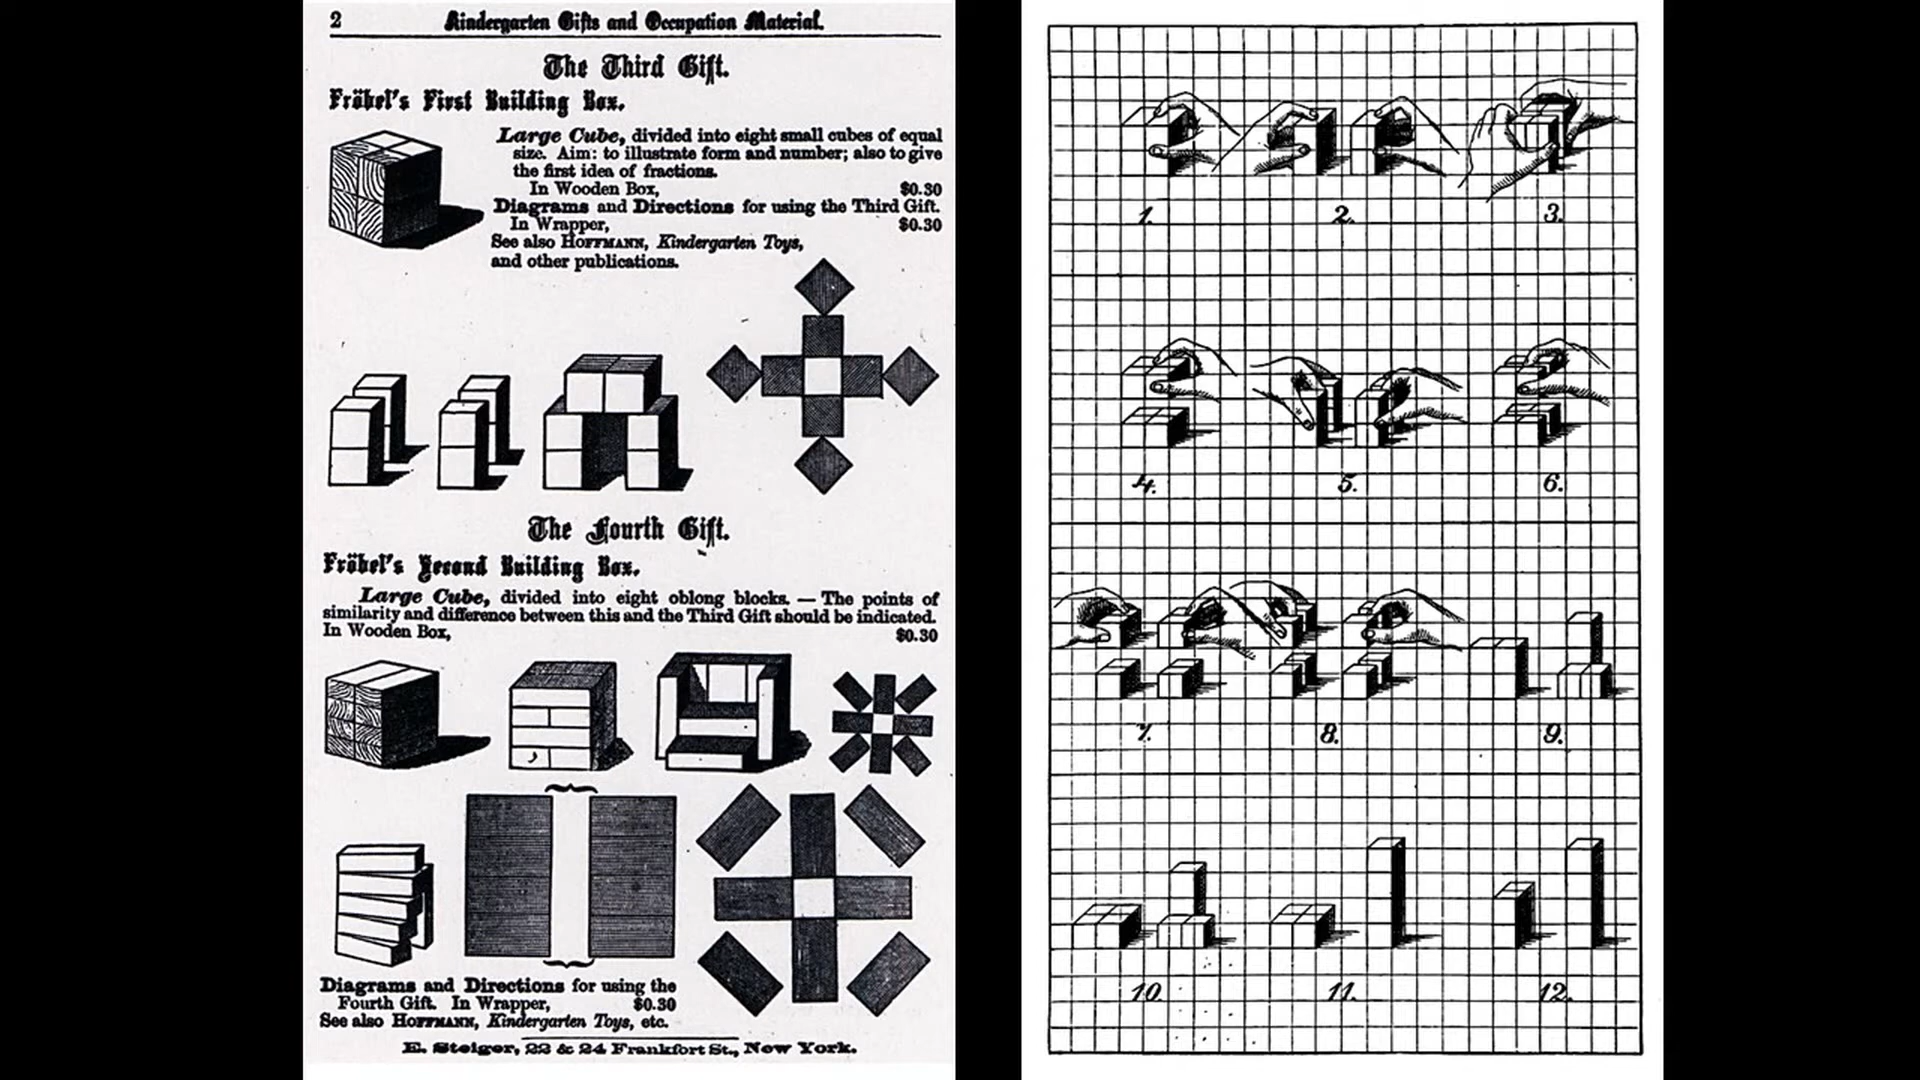 2 Kindergarten Gifts and Occupation Material.
The Third Gift.
Fröbel's First Building Box.
Large Cube, divided into eight small cubes of equal
size. Aim: to illustrate form and number; also to give
the first idea of fractions.
In Wooden Box, $0.30
Diagrams and Directions for using the Third Gift.
In Wrapper, $0.30
See also HOFFMANN, Kindergarten Toys,
and other publications.
The Fourth Gift.
Fröbel's Second Building Box.
Large Cube, divided into eight oblong blocks. — The points of
similarity and difference between this and the Third Gift should be indicated.
In Wooden Box, $0.30
Diagrams and Directions for using the
Fourth Gift. In Wrapper, $0.30
See also HOFFMANN, Kindergarten Toys, etc.
E. Steiger, 22 & 24 Frankfort St., New York.
1. 2. 3.
4. 5. 6.
7. 8. 9.
10. 11. 12.